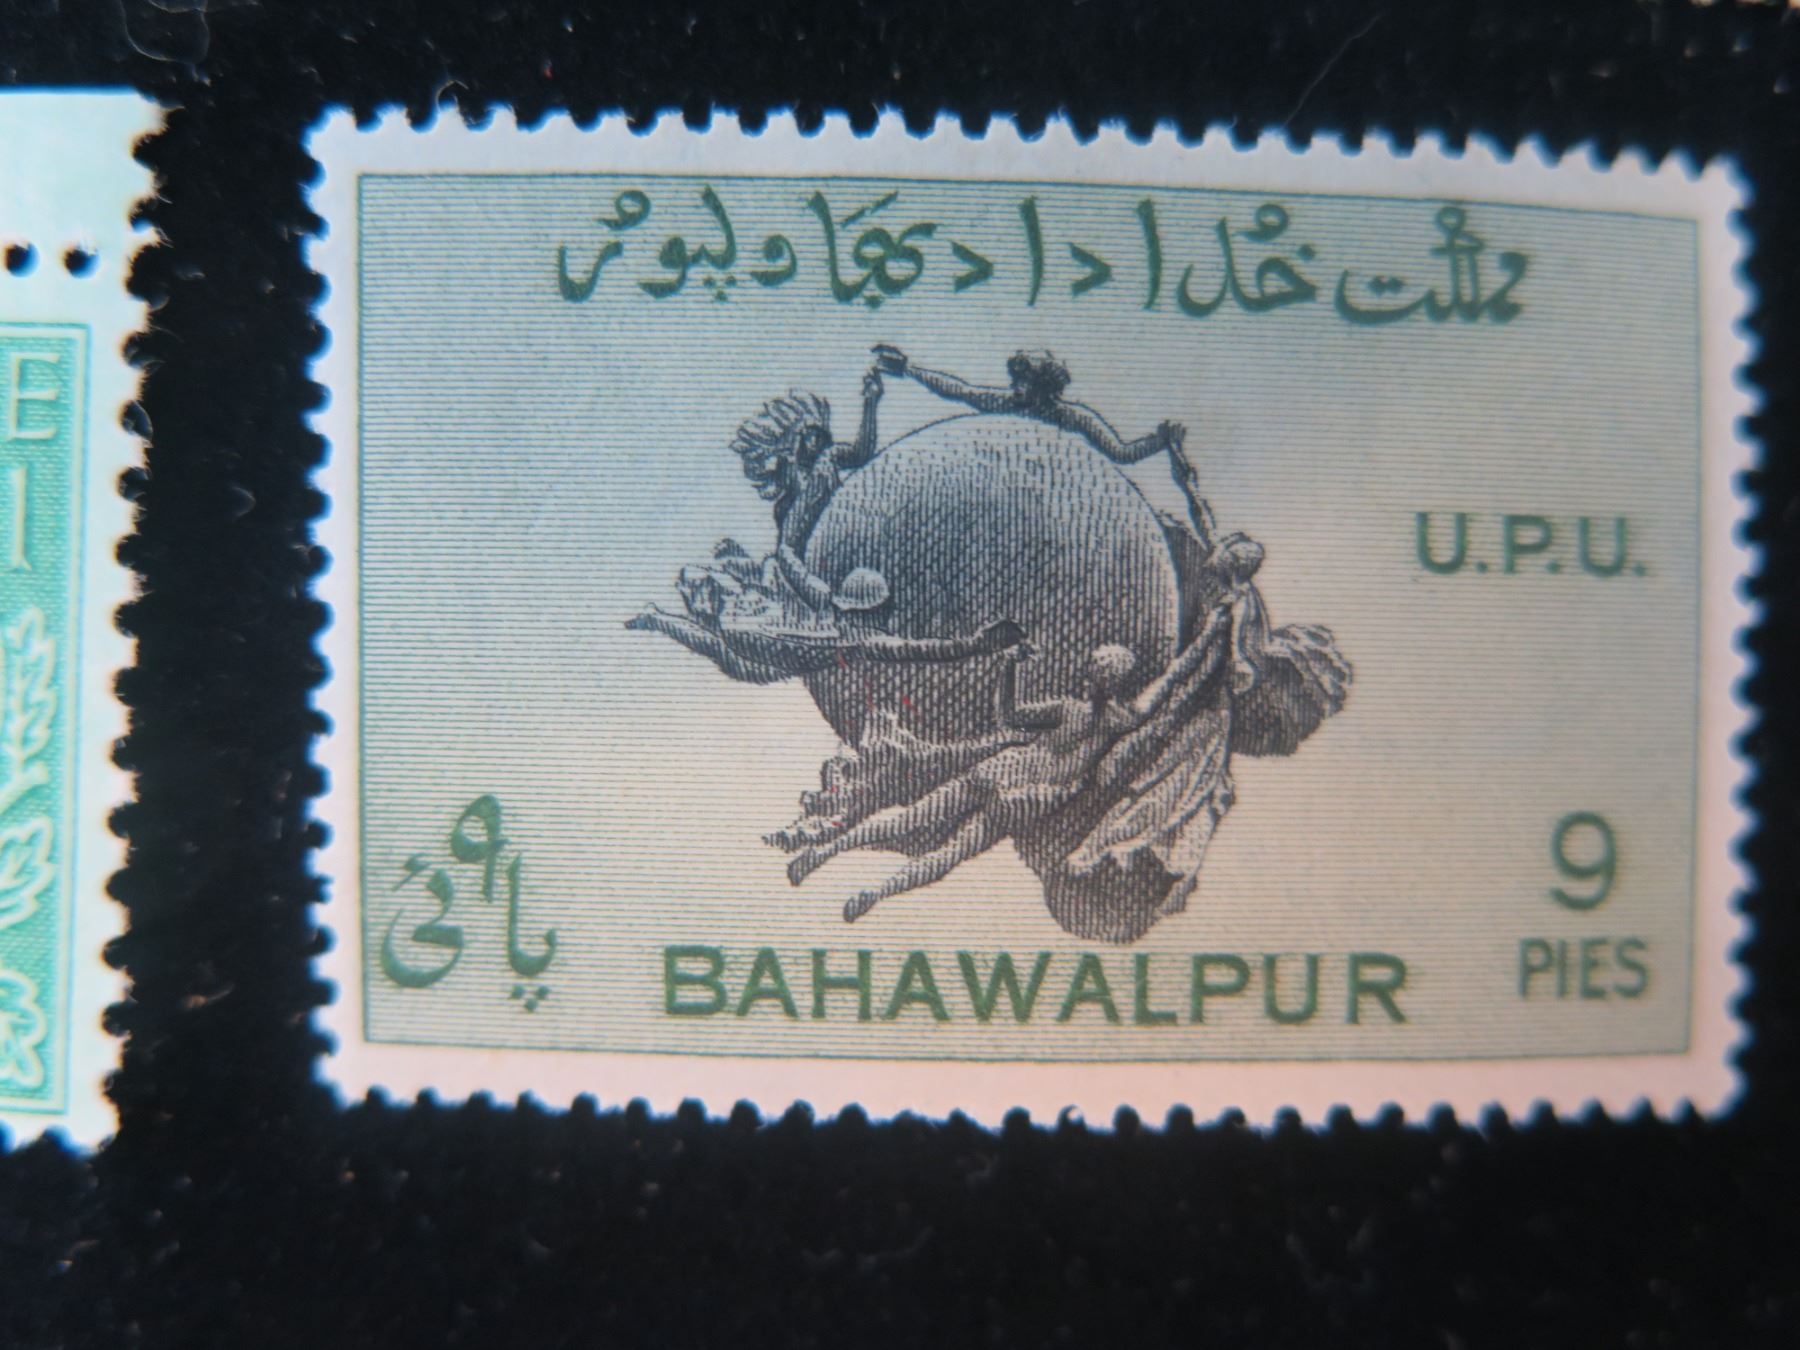 مملکت خداداد بہاولپور
U.P.U.
۹ پائی
9
PIES
BAHAWALPUR
E
I